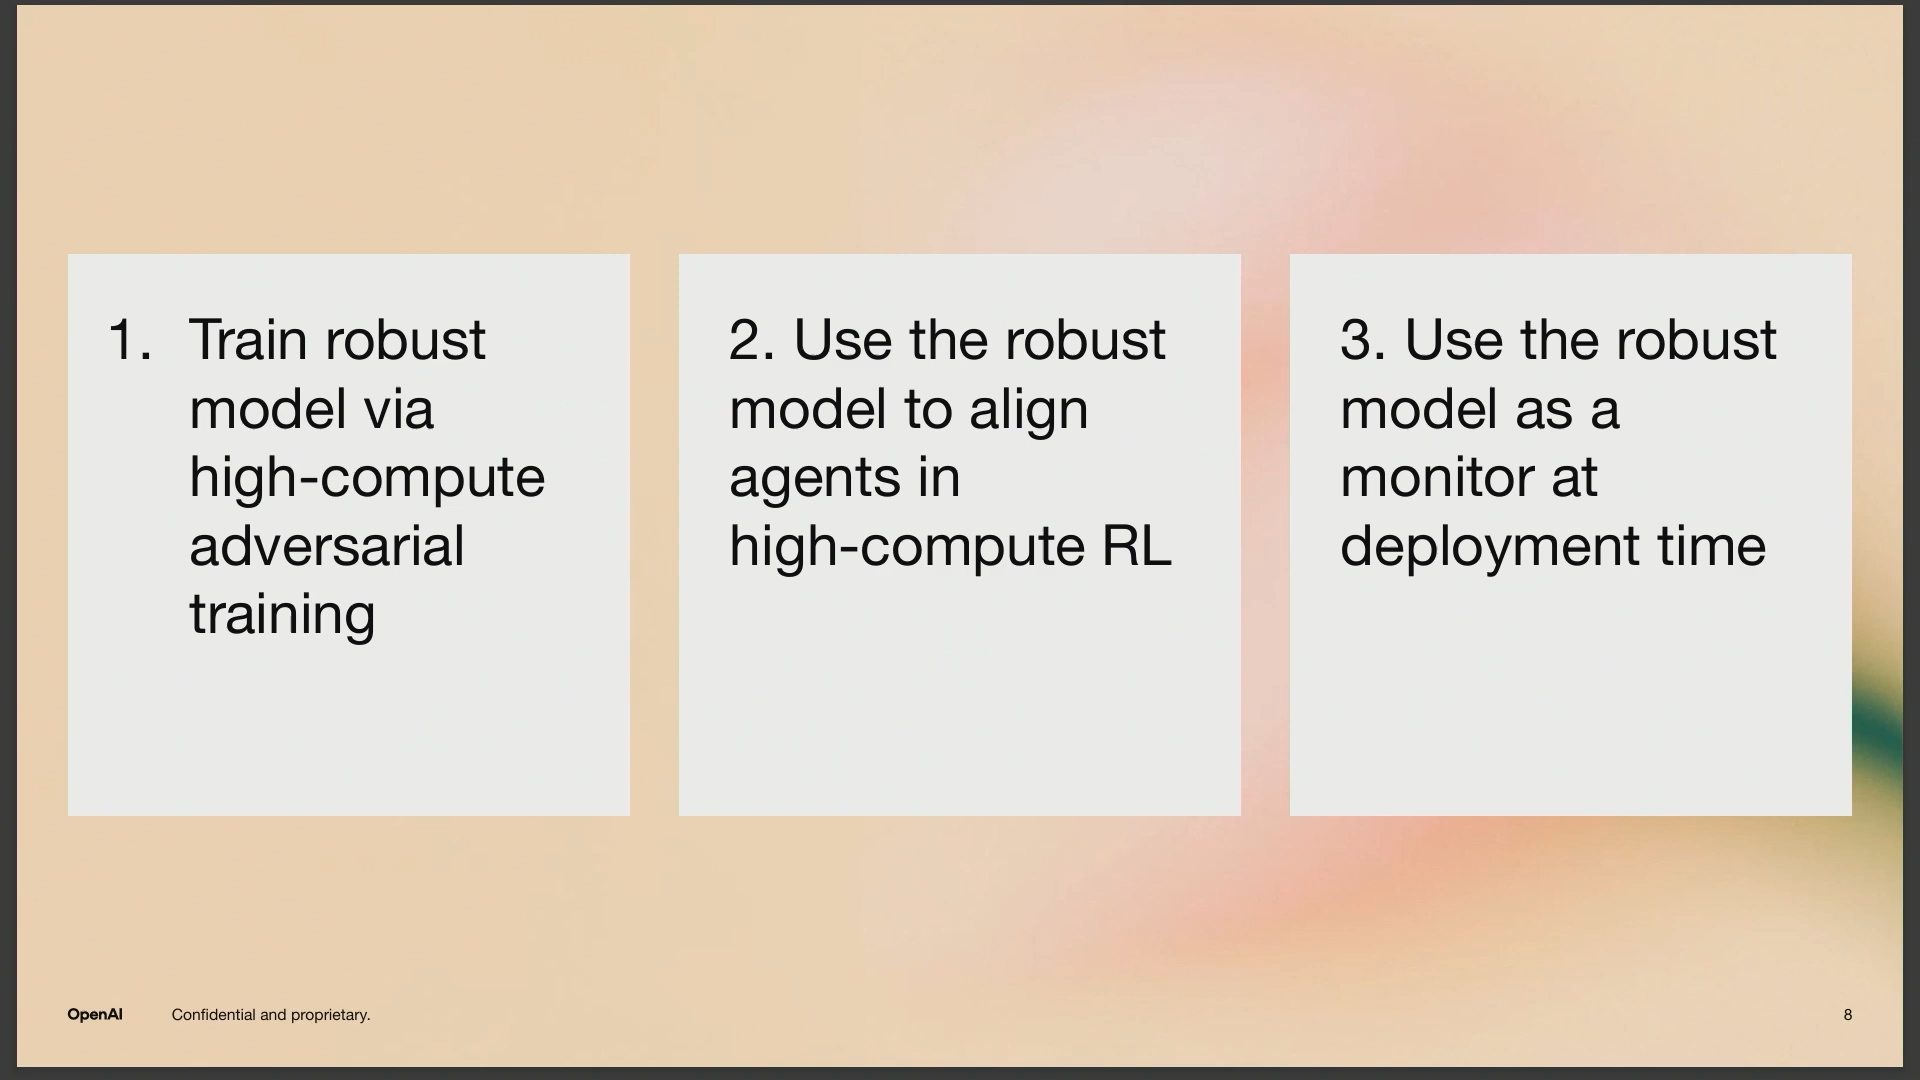 1. Train robust
model via
high-compute
adversarial
training
2. Use the robust
model to align
agents in
high-compute RL
3. Use the robust
model as a
monitor at
deployment time
OpenAI Confidential and proprietary. 8